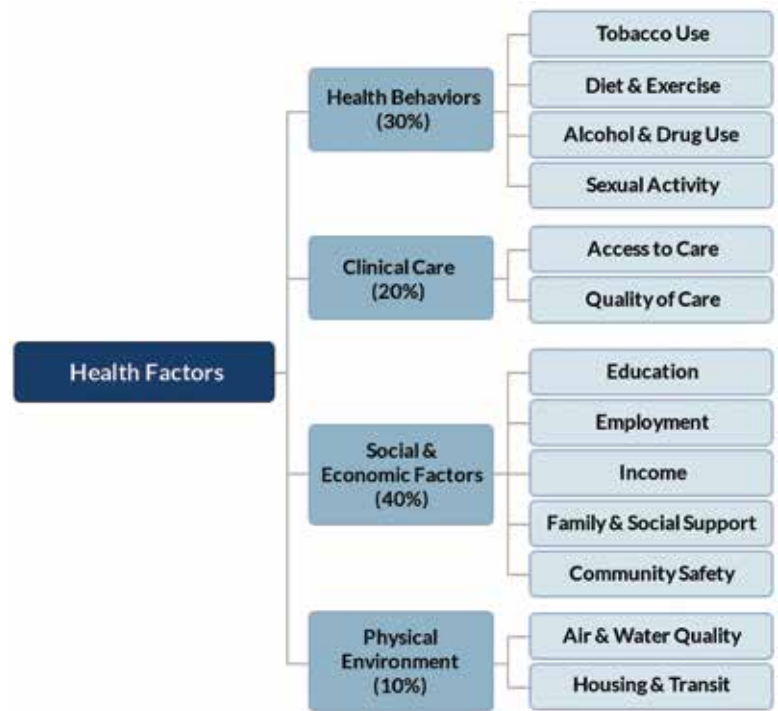 Health Factors
Health Behaviors
(30%)
Tobacco Use
Diet & Exercise
Alcohol & Drug Use
Sexual Activity
Clinical Care
(20%)
Access to Care
Quality of Care
Social &
Economic Factors
(40%)
Education
Employment
Income
Family & Social Support
Community Safety
Physical
Environment
(10%)
Air & Water Quality
Housing & Transit